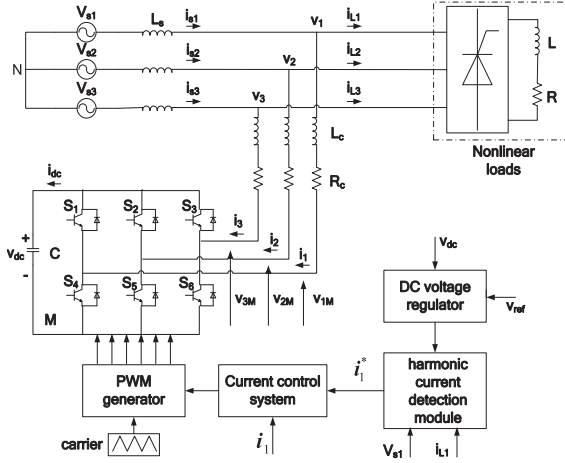 Vs1 Ls is1 v1 iL1
Vs2 is2 v2 iL2 L
N
Vs3 is3 v3 iL3 R
Lc
Nonlinear
loads
Rc
idc
S1 S2 S3
i3
i2
i1
+
vdc C
-
S4 S5 S6
M
v3M v2M v1M
vdc
DC voltage
regulator
vref
PWM
generator
Current control
system
i1*
harmonic
current
detection
module
carrier
i1
Vs1 iL1